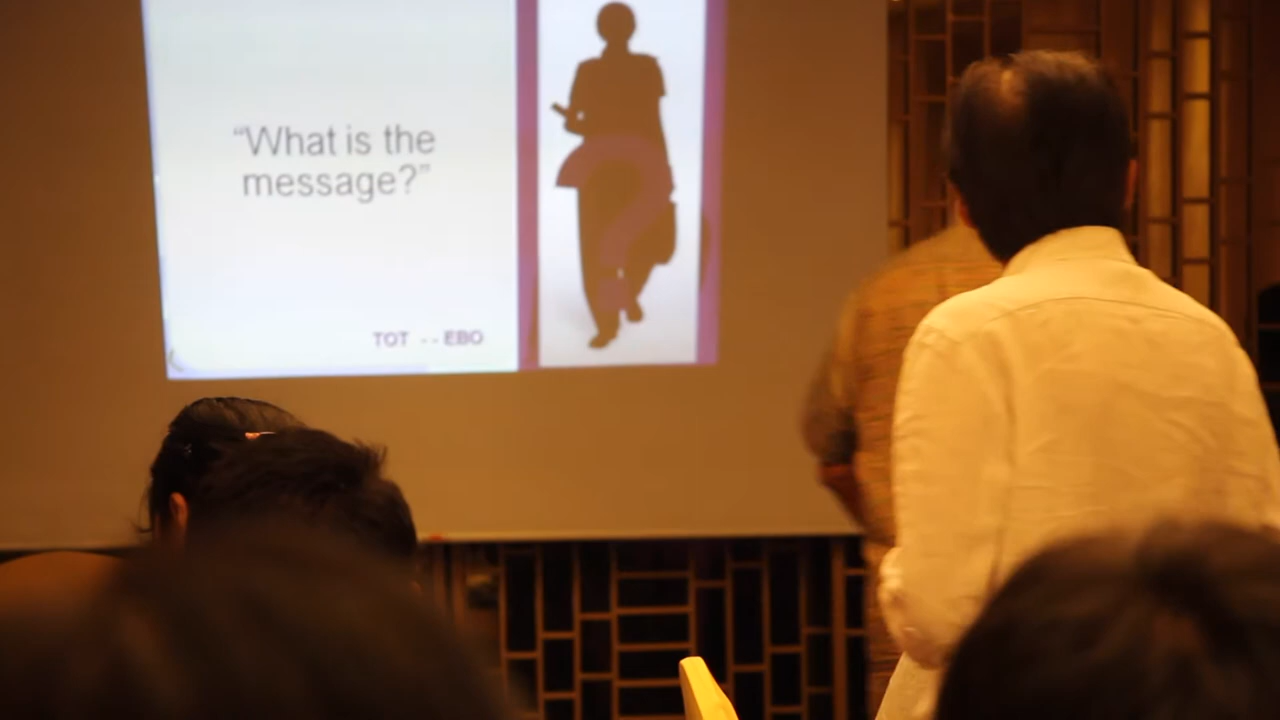 “What is the
message?”
TOT - - EBO
?